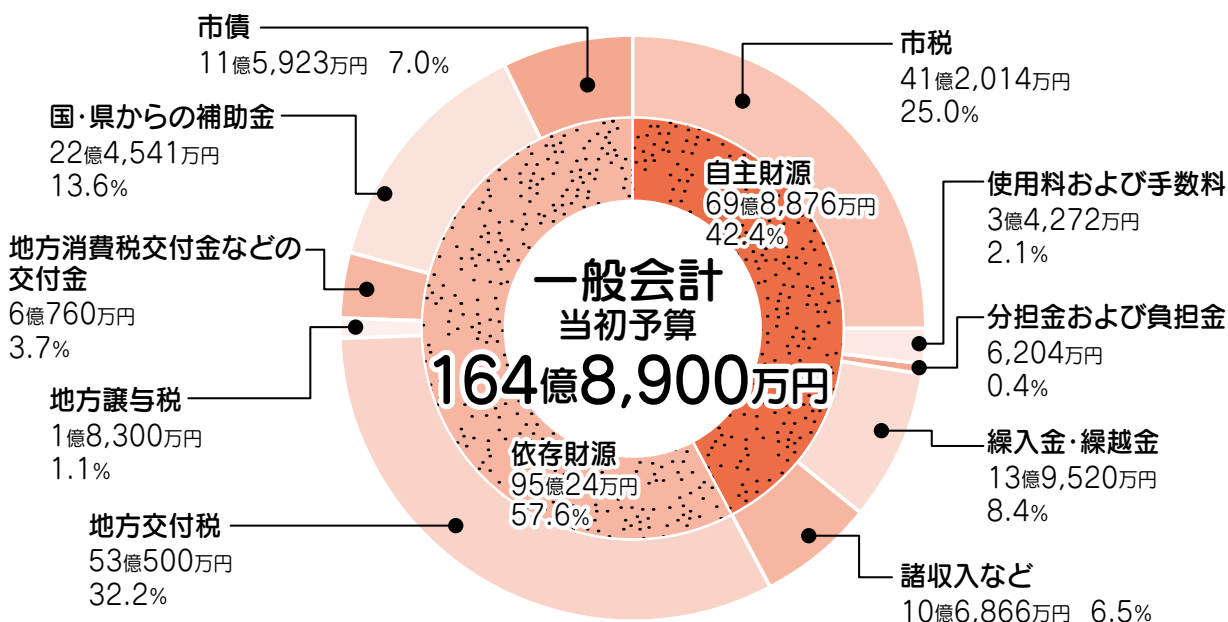 市債
11億5,923万円 7.0%
国・県からの補助金
22億4,541万円
13.6%
地方消費税交付金などの
交付金
6億760万円
3.7%
地方譲与税
1億8,300万円
1.1%
地方交付税
53億500万円
32.2%
市税
41億2,014万円
25.0%
使用料および手数料
3億4,272万円
2.1%
分担金および負担金
6,204万円
0.4%
繰入金・繰越金
13億9,520万円
8.4%
諸収入など
10億6,866万円 6.5%
自主財源
69億8,876万円
42.4%
一般会計
当初予算
164億8,900万円
依存財源
95億24万円
57.6%